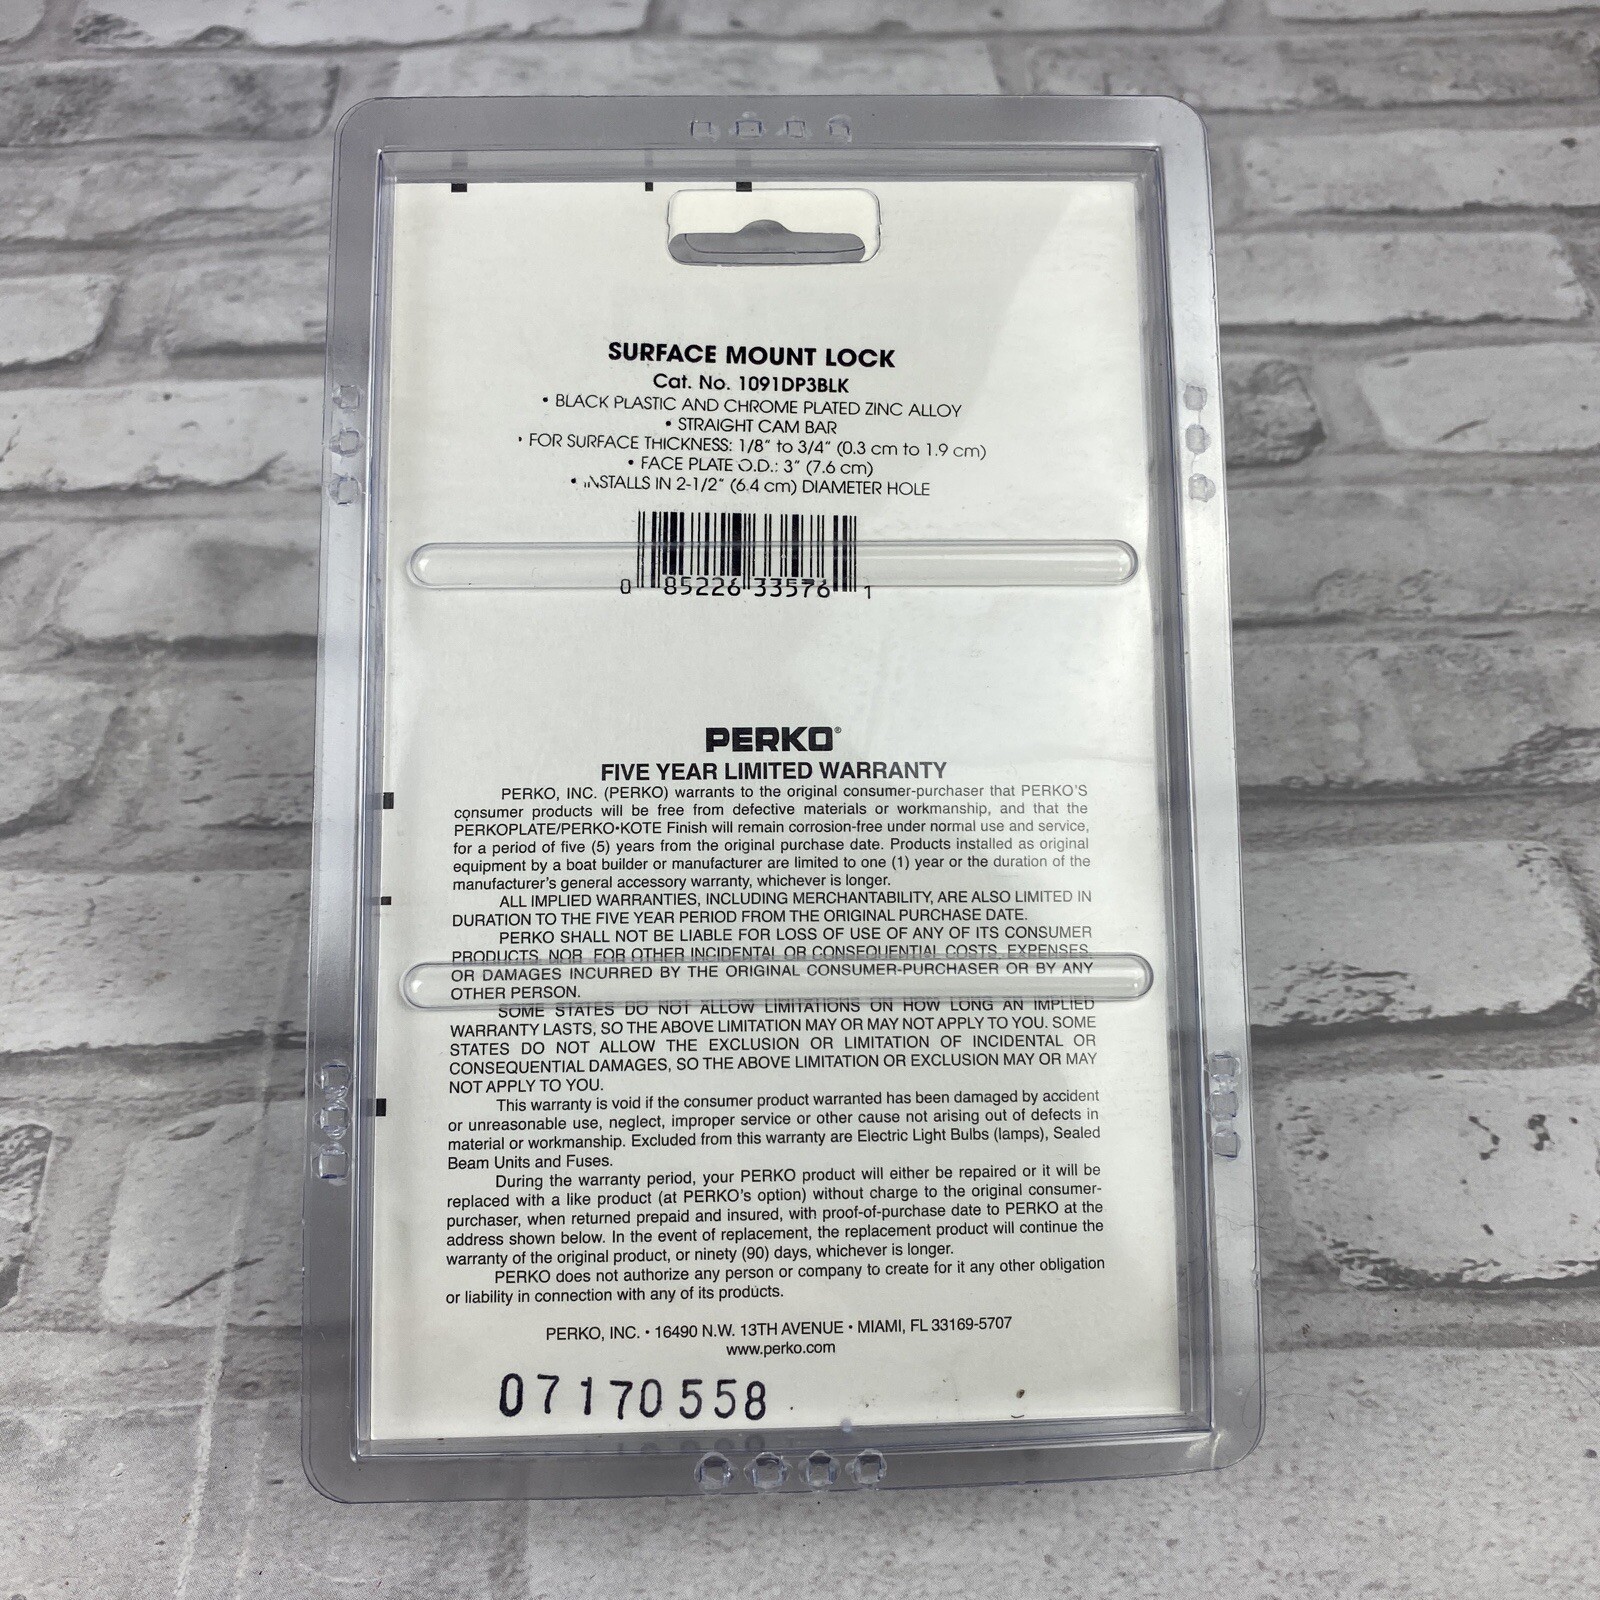 SURFACE MOUNT LOCK
Cat. No. 1091DP3BLK
• BLACK PLASTIC AND CHROME PLATED ZINC ALLOY
• STRAIGHT CAM BAR
• FOR SURFACE THICKNESS: 1/8" to 3/4" (0.3 cm to 1.9 cm)
• FACE PLATE O.D.: 3" (7.6 cm)
• INSTALLS IN 2-1/2" (6.4 cm) DIAMETER HOLE
0 85226 33576 1
PERKO®
FIVE YEAR LIMITED WARRANTY
PERKO, INC. (PERKO) warrants to the original consumer-purchaser that PERKO'S
consumer products will be free from defective materials or workmanship, and that the
PERKOPLATE/PERKO•KOTE Finish will remain corrosion-free under normal use and service,
for a period of five (5) years from the original purchase date. Products installed as original
equipment by a boat builder or manufacturer are limited to one (1) year or the duration of the
manufacturer's general accessory warranty, whichever is longer.
ALL IMPLIED WARRANTIES, INCLUDING MERCHANTABILITY, ARE ALSO LIMITED IN
DURATION TO THE FIVE YEAR PERIOD FROM THE ORIGINAL PURCHASE DATE.
PERKO SHALL NOT BE LIABLE FOR LOSS OF USE OF ANY OF ITS CONSUMER
PRODUCTS, NOR FOR OTHER INCIDENTAL OR CONSEQUENTIAL COSTS, EXPENSES
OR DAMAGES INCURRED BY THE ORIGINAL CONSUMER-PURCHASER OR BY ANY
OTHER PERSON.
SOME STATES DO NOT ALLOW LIMITATIONS ON HOW LONG AN IMPLIED
WARRANTY LASTS, SO THE ABOVE LIMITATION MAY OR MAY NOT APPLY TO YOU. SOME
STATES DO NOT ALLOW THE EXCLUSION OR LIMITATION OF INCIDENTAL OR
CONSEQUENTIAL DAMAGES, SO THE ABOVE LIMITATION OR EXCLUSION MAY OR MAY
NOT APPLY TO YOU.
This warranty is void if the consumer product warranted has been damaged by accident
or unreasonable use, neglect, improper service or other cause not arising out of defects in
material or workmanship. Excluded from this warranty are Electric Light Bulbs (lamps), Sealed
Beam Units and Fuses.
During the warranty period, your PERKO product will either be repaired or it will be
replaced with a like product (at PERKO's option) without charge to the original consumer-
purchaser, when returned prepaid and insured, with proof-of-purchase date to PERKO at the
address shown below. In the event of replacement, the replacement product will continue the
warranty of the original product, or ninety (90) days, whichever is longer.
PERKO does not authorize any person or company to create for it any other obligation
or liability in connection with any of its products.
PERKO, INC. • 16490 N.W. 13TH AVENUE • MIAMI, FL 33169-5707
www.perko.com
07170558